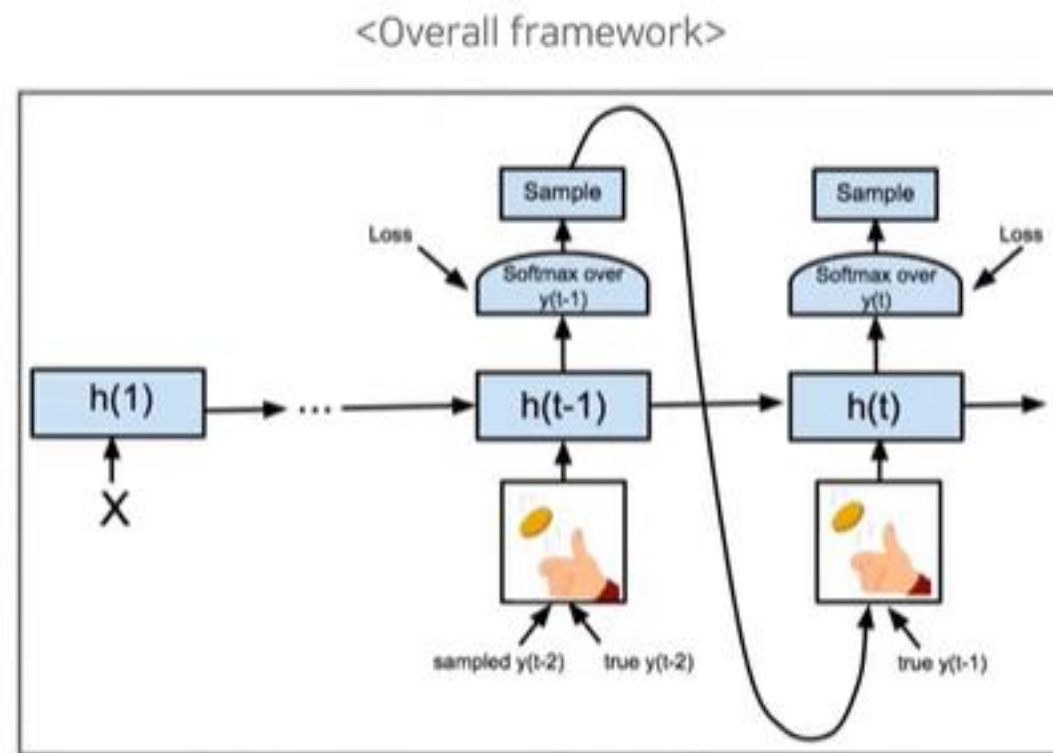 <Overall framework>
Sample
Sample
Loss
Loss
Softmax over
y(t-1)
Softmax over
y(t)
h(1)
...
h(t-1)
h(t)
X
sampled y(t-2)
true y(t-2)
true y(t-1)